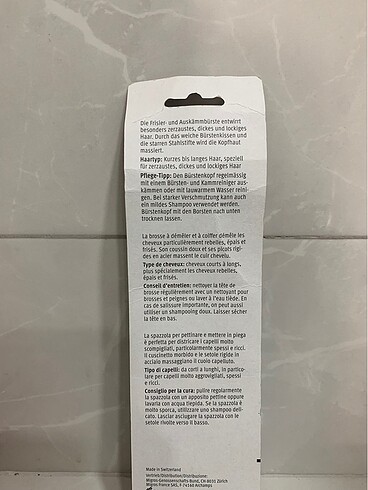 Die Frisier- und Auskämmbürste entwirrt
besonders zerzaustes, dickes und lockiges
Haar. Durch das weiche Bürstenkissen und
die starren Stahlstifte wird die Kopfhaut
massiert.
Haartyp: Kurzes bis langes Haar, speziell
für zerzaustes, dickes und lockiges Haar
Pflege-Tipp: Den Bürstenkopf regelmässig
mit einem Bürsten- und Kammreiniger aus-
kämmen oder mit lauwarmem Wasser reini-
gen. Bei starker Verschmutzung kann auch
ein mildes Shampoo verwendet werden.
Bürstenkopf mit den Borsten nach unten
trocknen lassen.
La brosse à démêler et à coiffer démêle les
cheveux particulièrement rebelles, épais et
frisés. Son coussin doux et ses picots rigi-
des en acier massent le cuir chevelu.
Type de cheveux: cheveux courts à longs,
plus spécialement les cheveux rebelles,
épais et frisés.
Conseil d'entretien: nettoyer la tête de
brosse régulièrement avec un nettoyant pour
brosses et peignes ou laver à l'eau tiède. En
cas de salissure importante, on peut aussi
utiliser un shampooing doux. Laisser sécher
la tête en bas.
La spazzola per pettinare e mettere in piega
è perfetta per districare i capelli molto
scompigliati, particolarmente spessi e ricci.
Il cuscinetto morbido e le setole rigide in
acciaio massaggiano il cuoio capelluto.
Tipo di capelli: da corti a lunghi, in partico-
lare per capelli molto aggrovigliati, spessi
e ricci.
Consiglio per la cura: pulire regolarmente
la spazzola con un apposito pettine oppure
lavarla con acqua tiepida. Se la spazzola è
molto sporca, utilizzare uno shampoo deli-
cato. Lasciar asciugare la spazzola con le
setole rivolte verso il basso.
Made in Switzerland
Vertrieb/Distribution/Distribuzione:
Migros-Genossenschafts-Bund, CH-8031 Zürich
Migros France SAS, F-74160 Archamps